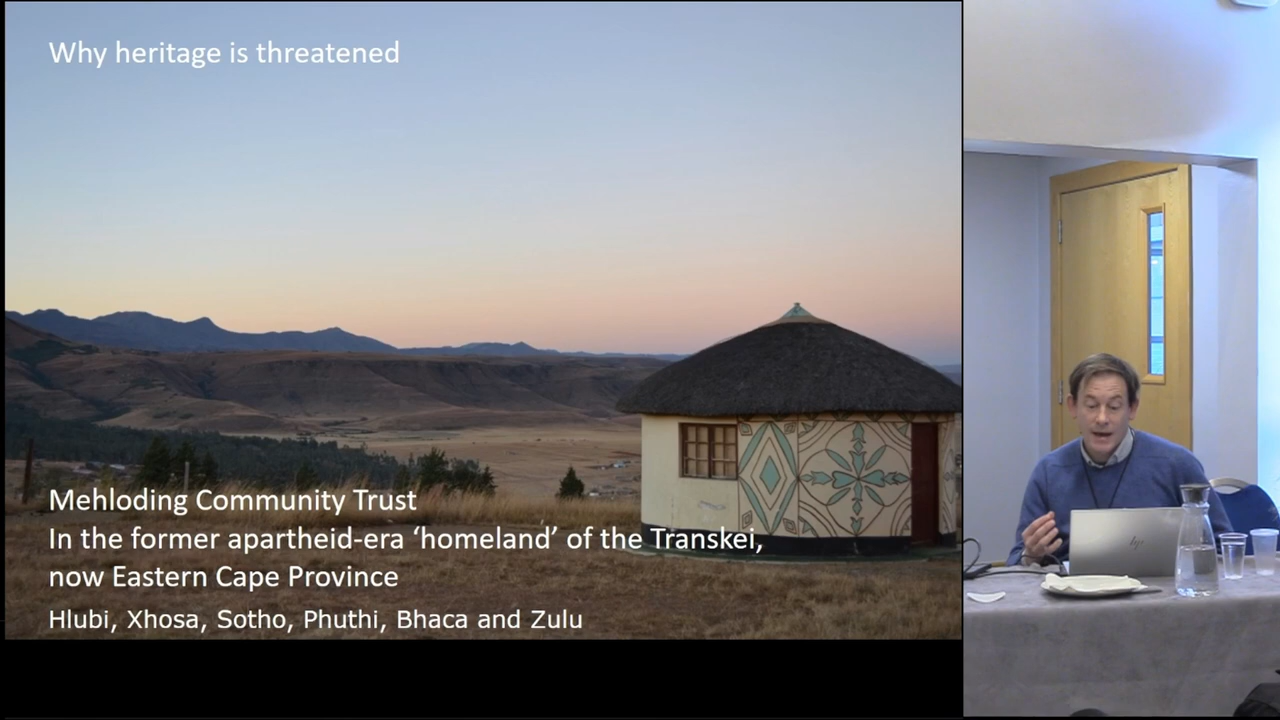 Why heritage is threatened
Mehloding Community Trust
In the former apartheid-era ‘homeland’ of the Transkei,
now Eastern Cape Province
Hlubi, Xhosa, Sotho, Phuthi, Bhaca and Zulu
hp